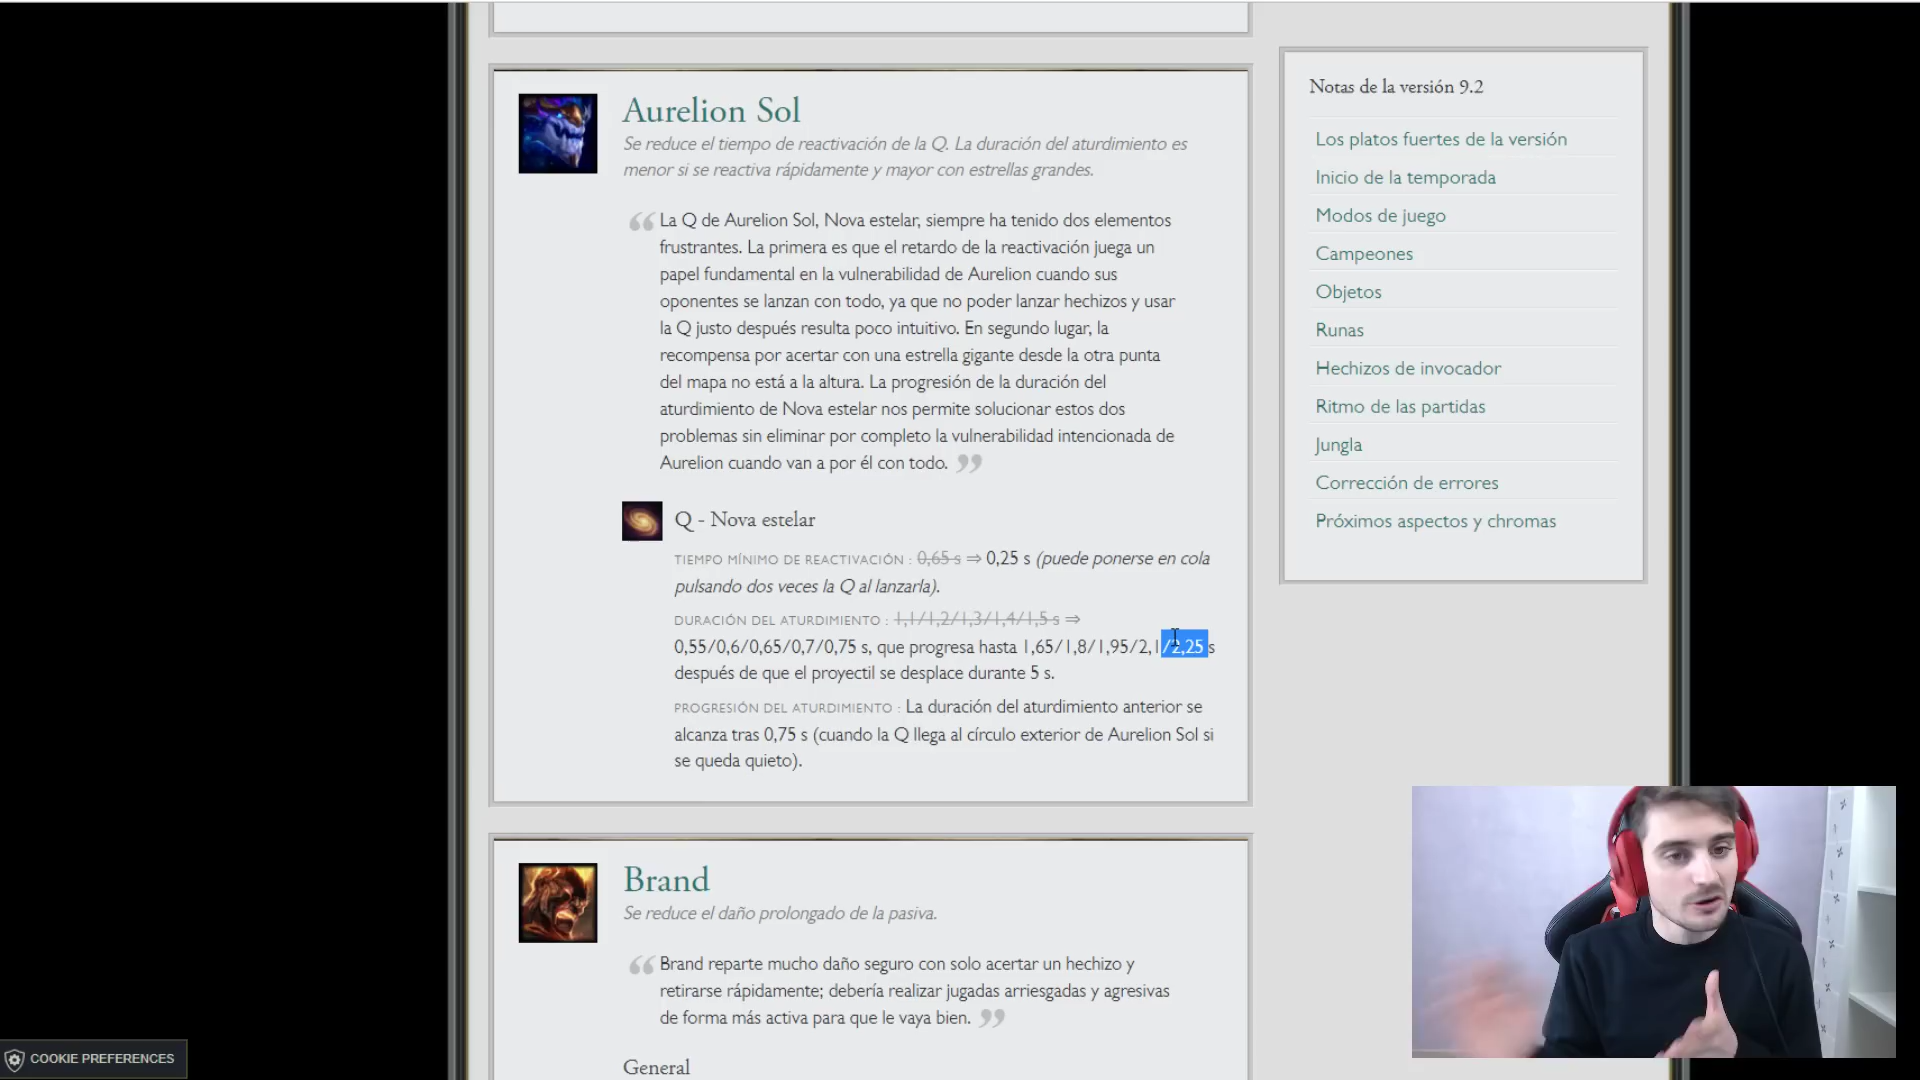 Aurelion Sol
Se reduce el tiempo de reactivación de la Q. La duración del aturdimiento es
menor si se reactiva rápidamente y mayor con estrellas grandes.
“ La Q de Aurelion Sol, Nova estelar, siempre ha tenido dos elementos
frustrantes. La primera es que el retardo de la reactivación juega un
papel fundamental en la vulnerabilidad de Aurelion cuando sus
oponentes se lanzan con todo, ya que no poder lanzar hechizos y usar
la Q justo después resulta poco intuitivo. En segundo lugar, la
recompensa por acertar con una estrella gigante desde la otra punta
del mapa no está a la altura. La progresión de la duración del
aturdimiento de Nova estelar nos permite solucionar estos dos
problemas sin eliminar por completo la vulnerabilidad intencionada de
Aurelion cuando van a por él con todo. ”
Q - Nova estelar
TIEMPO MÍNIMO DE REACTIVACIÓN : 0,65 s ⇒ 0,25 s (puede ponerse en cola
pulsando dos veces la Q al lanzarla).
DURACIÓN DEL ATURDIMIENTO : 1,1/1,2/1,3/1,4/1,5 s ⇒
0,55/0,6/0,65/0,7/0,75 s, que progresa hasta 1,65/1,8/1,95/2,1/2,25 s
después de que el proyectil se desplace durante 5 s.
PROGRESIÓN DEL ATURDIMIENTO : La duración del aturdimiento anterior se
alcanza tras 0,75 s (cuando la Q llega al círculo exterior de Aurelion Sol si
se queda quieto).
Brand
Se reduce el daño prolongado de la pasiva.
“ Brand reparte mucho daño seguro con solo acertar un hechizo y
retirarse rápidamente; debería realizar jugadas arriesgadas y agresivas
de forma más activa para que le vaya bien. ”
General
Notas de la versión 9.2
Los platos fuertes de la versión
Inicio de la temporada
Modos de juego
Campeones
Objetos
Runas
Hechizos de invocador
Ritmo de las partidas
Jungla
Corrección de errores
Próximos aspectos y chromas
COOKIE PREFERENCES